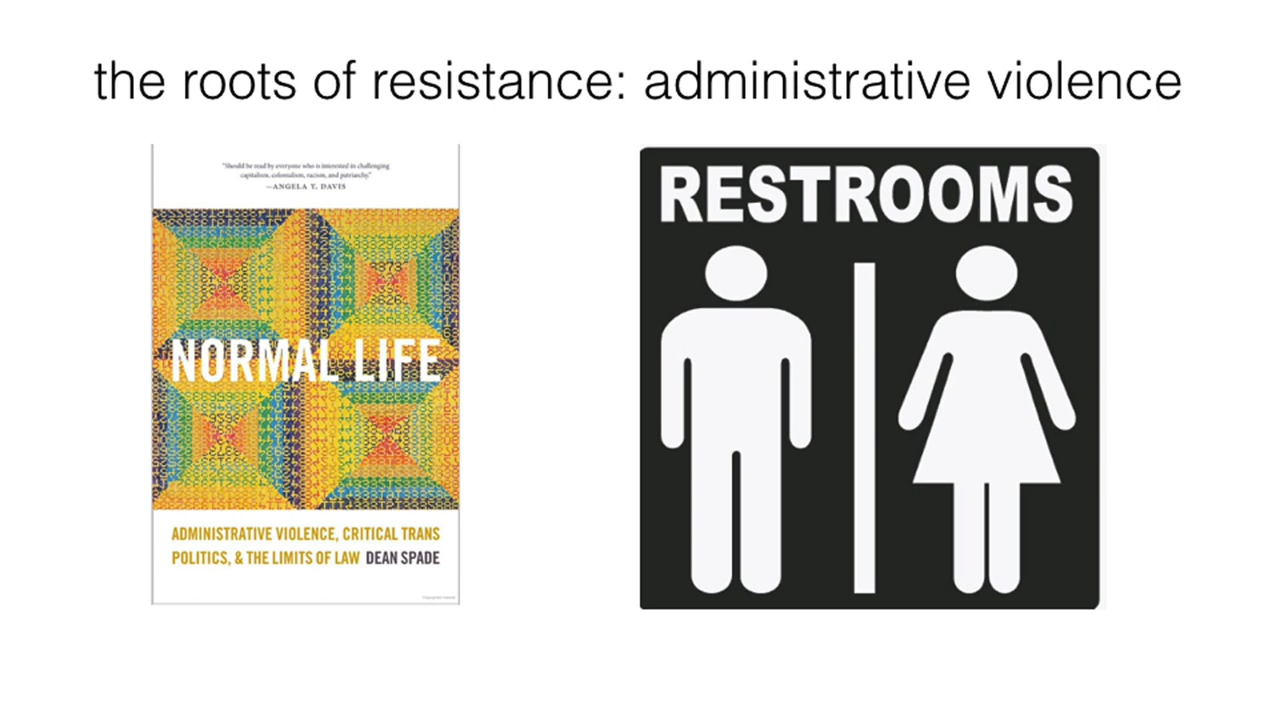 the roots of resistance: administrative violence
"Should be read by everyone who is interested in challenging
capitalism, colonialism, racism, and patriarchy."
—ANGELA Y. DAVIS
NORMAL LIFE
ADMINISTRATIVE VIOLENCE, CRITICAL TRANS
POLITICS, & THE LIMITS OF LAW DEAN SPADE
RESTROOMS